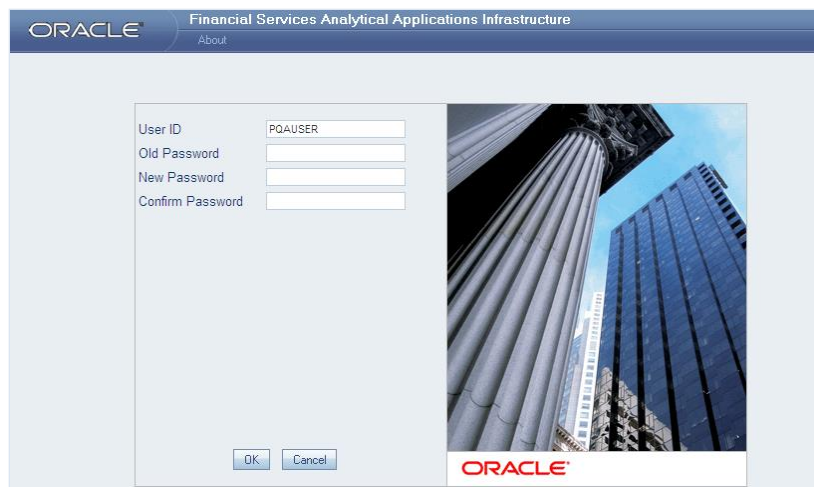 ORACLE
Financial Services Analytical Applications Infrastructure
About
User ID PQAUSER
Old Password
New Password
Confirm Password
OK Cancel
ORACLE